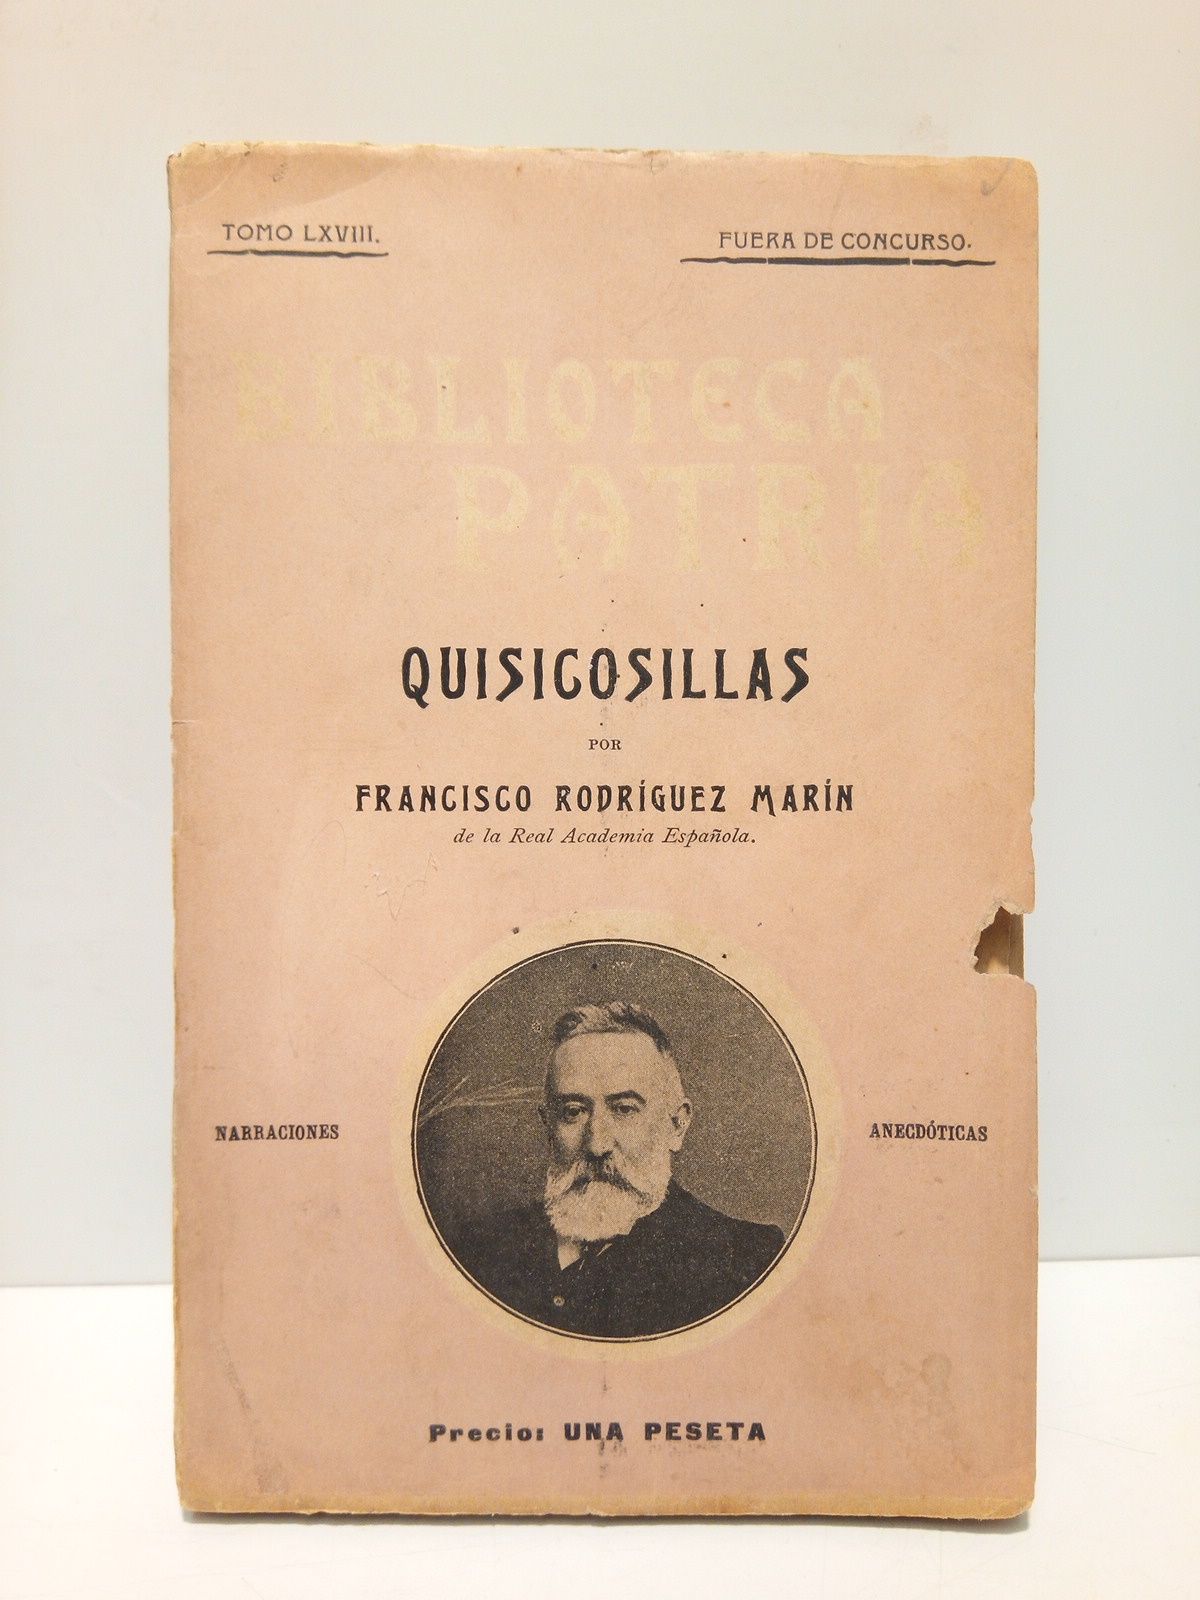 TOMO LXVIII.
FUERA DE CONCURSO.
BIBLIOTECA
PATRIA
QUISICOSILLAS
POR
FRANCISCO RODRÍGUEZ MARÍN
de la Real Academia Española.
NARRACIONES
ANECDÓTICAS
Precio: UNA PESETA